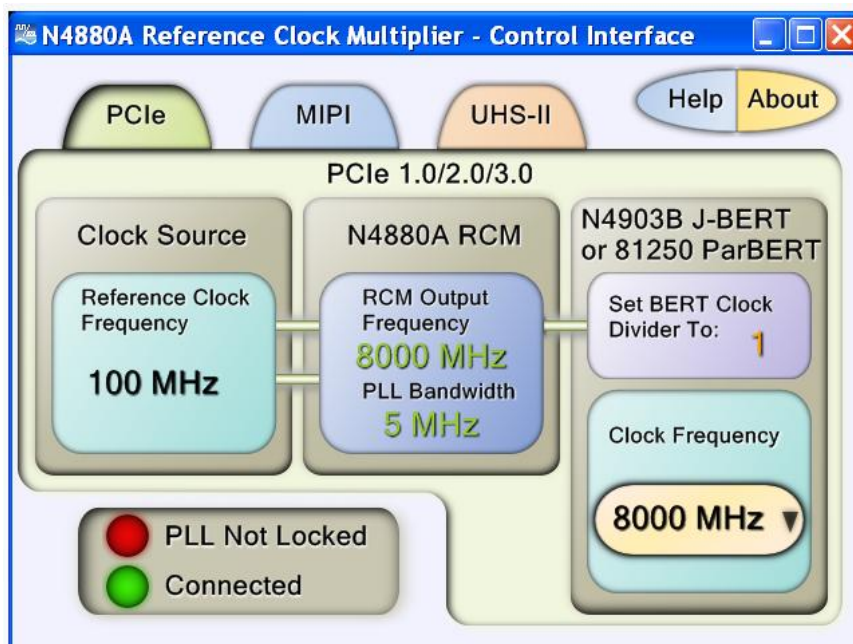 N4880A Reference Clock Multiplier - Control Interface
PCIe
MIPI
UHS-II
Help
About
PCIe 1.0/2.0/3.0
Clock Source
Reference Clock
Frequency
100 MHz
N4880A RCM
RCM Output
Frequency
8000 MHz
PLL Bandwidth
5 MHz
N4903B J-BERT
or 81250 ParBERT
Set BERT Clock
Divider To: 1
Clock Frequency
8000 MHz
PLL Not Locked
Connected